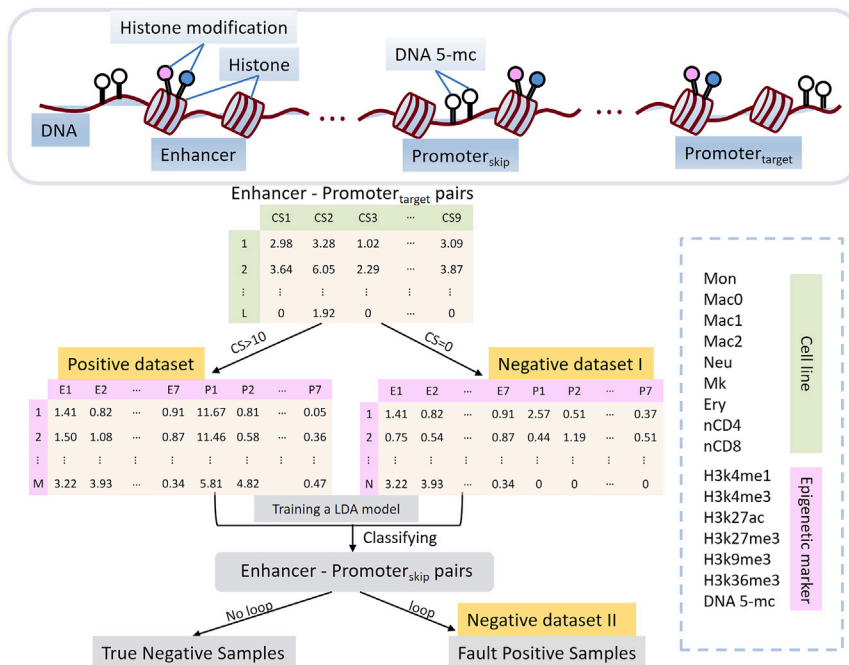 Histone modification
Histone
DNA 5-mc
DNA
Enhancer
Promoterskip
Promotertarget
Enhancer - Promotertarget pairs
CS1 CS2 CS3 ... CS9
1 2.98 3.28 1.02 ... 3.09
2 3.64 6.05 2.29 ... 3.87
⋮ ⋮ ⋮ ⋮ ⋮
L 0 1.92 ... 0
CS>10
CS=0
Positive dataset
E1 E2 ... E7 P1 P2 ... P7
1 1.41 0.82 ... 0.91 11.67 0.81 ... 0.05
2 1.50 1.08 ... 0.87 11.46 0.58 ... 0.36
⋮ ⋮ ⋮ ⋮ ⋮ ⋮ ⋮ ⋮
M 3.22 3.93 ... 0.34 5.81 4.82 0.47
Negative dataset I
E1 E2 ... E7 P1 P2 ... P7
1 1.41 0.82 ... 0.91 2.57 0.51 ... 0.37
2 0.75 0.54 ... 0.87 0.44 1.19 ... 0.51
⋮ ⋮ ⋮ ⋮ ⋮ ⋮ ⋮ ⋮
N 3.22 3.93 ... 0.34 0 0 ... 0
Training a LDA model
Classifying
Enhancer - Promoterskip pairs
No loop
loop
Negative dataset II
True Negative Samples
Fault Positive Samples
Mon
Mac0
Mac1
Mac2
Neu
Mk
Ery
nCD4
nCD8
Cell line
H3k4me1
H3k4me3
H3k27ac
H3k27me3
H3k9me3
H3k36me3
DNA 5-mc
Epigenetic marker